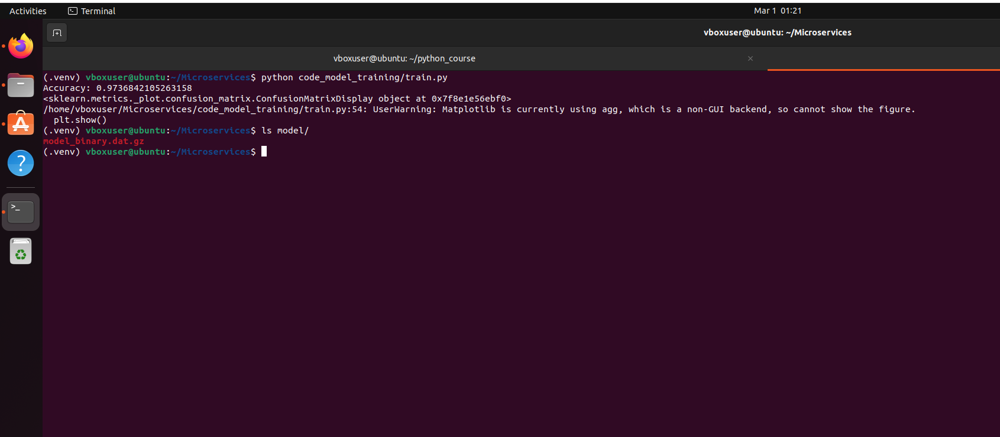 Activities
Terminal
Mar 1 01:21
vboxuser@ubuntu: ~/Microservices
vboxuser@ubuntu: ~/python_course
(.venv) vboxuser@ubuntu:~/Microservices$ python code_model_training/train.py
Accuracy: 0.9736842105263158
<sklearn.metrics._plot.confusion_matrix.ConfusionMatrixDisplay object at 0x7f8e1e56ebf0>
/home/vboxuser/Microservices/code_model_training/train.py:54: UserWarning: Matplotlib is currently using agg, which is a non-GUI backend, so cannot show the figure.
  plt.show()
(.venv) vboxuser@ubuntu:~/Microservices$ ls model/
model_binary.dat.gz
(.venv) vboxuser@ubuntu:~/Microservices$